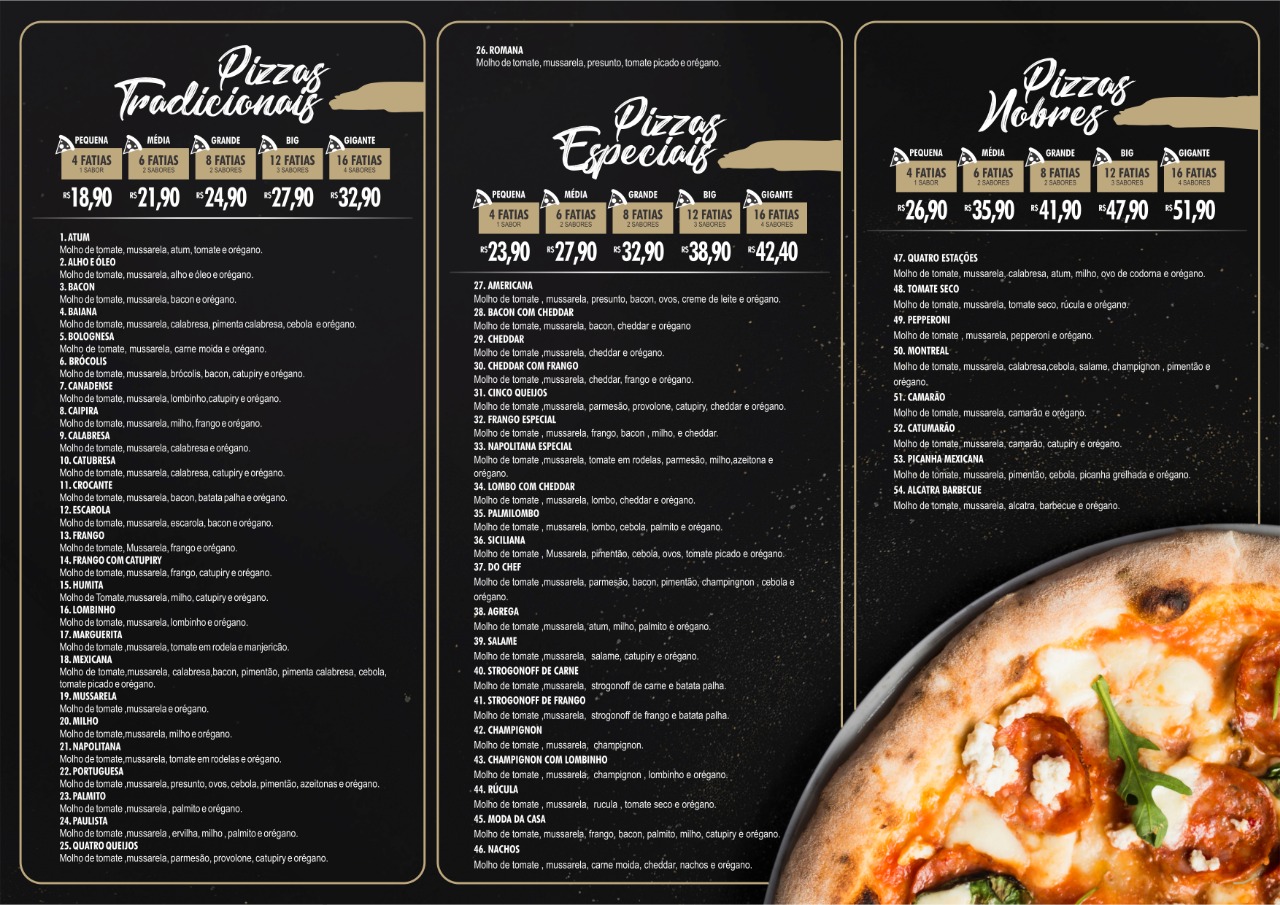 Pizzas
Tradicionais
PEQUENA MÉDIA GRANDE BIG GIGANTE
4 FATIAS 6 FATIAS 8 FATIAS 12 FATIAS 16 FATIAS
1 SABOR 2 SABORES 2 SABORES 3 SABORES 4 SABORES
R$18,90 R$21,90 R$24,90 R$27,90 R$32,90
1. ATUM
Molho de tomate, mussarela, atum, tomate e orégano.
2. ALHO E ÓLEO
Molho de tomate, mussarela, alho e óleo e orégano.
3. BACON
Molho de tomate, mussarela, bacon e orégano.
4. BAIANA
Molho de tomate, mussarela, calabresa, pimenta calabresa, cebola e orégano.
5. BOLOGNESA
Molho de tomate, mussarela, carne moida e orégano.
6. BRÓCOLIS
Molho de tomate, mussarela, brócolis, bacon, catupiry e orégano.
7. CANADENSE
Molho de tomate, mussarela, lombinho,catupiry e orégano.
8. CAIPIRA
Molho de tomate, mussarela, milho, frango e orégano.
9. CALABRESA
Molho de tomate, mussarela, calabresa e orégano.
10. CATUBRESA
Molho de tomate, mussarela, calabresa, catupiry e orégano.
11. CROCANTE
Molho de tomate, mussarela, bacon, batata palha e orégano.
12. ESCAROLA
Molho de tomate, mussarela, escarola, bacon e orégano.
13. FRANGO
Molho de tomate, Mussarela, frango e orégano.
14. FRANGO COM CATUPIRY
Molho de tomate, mussarela, frango, catupiry e orégano.
15. HUMITA
Molho de Tomate,mussarela, milho, catupiry e orégano.
16. LOMBINHO
Molho de tomate, mussarela, lombinho e orégano.
17. MARGUERITA
Molho de tomate,mussarela, tomate em rodela e manjericão.
18. MEXICANA
Molho de tomate,mussarela, calabresa,bacon, pimentão, pimenta calabresa, cebola,
tomate picado e orégano.
19. MUSSARELA
Molho de tomate ,mussarela e orégano.
20. MILHO
Molho de tomate,mussarela, milho e orégano.
21. NAPOLITANA
Molho de tomate,mussarela, tomate em rodelas e orégano.
22. PORTUGUESA
Molho de tomate ,mussarela, presunto, ovos, cebola, pimentão, azeitonas e orégano.
23. PALMITO
Molho de tomate ,mussarela , palmito e orégano.
24. PAULISTA
Molho de tomate ,mussarela , ervilha, milho , palmito e orégano.
25. QUATRO QUEIJOS
Molho de tomate ,mussarela, parmesão, provolone, catupiry e orégano.
26. ROMANA
Molho de tomate, mussarela, presunto, tomate picado e orégano.
Pizzas
Especiais
PEQUENA MÉDIA GRANDE BIG GIGANTE
4 FATIAS 6 FATIAS 8 FATIAS 12 FATIAS 16 FATIAS
1 SABOR 2 SABORES 2 SABORES 3 SABORES 4 SABORES
R$23,90 R$27,90 R$32,90 R$38,90 R$42,40
27. AMERICANA
Molho de tomate , mussarela, presunto, bacon, ovos, creme de leite e orégano.
28. BACON COM CHEDDAR
Molho de tomate , mussarela, bacon, cheddar e orégano
29. CHEDDAR
Molho de tomate ,mussarela, cheddar e orégano.
30. CHEDDAR COM FRANGO
Molho de tomate ,mussarela, cheddar, frango e orégano.
31. CINCO QUEIJOS
Molho de tomate ,mussarela, parmesão, provolone, catupiry, cheddar e orégano.
32. FRANGO ESPECIAL
Molho de tomate , mussarela, frango, bacon , milho, e cheddar.
33. NAPOLITANA ESPECIAL
Molho de tomate ,mussarela, tomate em rodelas, parmesão, milho,azeitona e
orégano.
34. LOMBO COM CHEDDAR
Molho de tomate , mussarela, lombo, cheddar e orégano.
35. PALMILOMBO
Molho de tomate , mussarela, lombo, cebola, palmito e orégano.
36. SICILIANA
Molho de tomate , Mussarela, pimentão, cebola, ovos, tomate picado e orégano.
37. DO CHEF
Molho de tomate ,mussarela, parmesão, bacon, pimentão, champingnon , cebola e
orégano.
38. AGREGA
Molho de tomate ,mussarela, atum, milho, palmito e orégano.
39. SALAME
Molho de tomate ,mussarela, salame, catupiry e orégano.
40. STROGONOFF DE CARNE
Molho de tomate ,mussarela, strogonoff de carne e batata palha.
41. STROGONOFF DE FRANGO
Molho de tomate ,mussarela, strogonoff de frango e batata palha.
42. CHAMPIGNON
Molho de tomate , mussarela, champignon.
43. CHAMPIGNON COM LOMBINHO
Molho de tomate , mussarela, champignon , lombinho e orégano.
44. RÚCULA
Molho de tomate , mussarela, rucula , tomate seco e orégano.
45. MODA DA CASA
Molho de tomate, mussarela, frango, bacon, palmito, milho, catupiry e orégano.
46. NACHOS
Molho de tomate , mussarela, carne moida, cheddar, nachos e orégano.
Pizzas
Nobres
PEQUENA MÉDIA GRANDE BIG GIGANTE
4 FATIAS 6 FATIAS 8 FATIAS 12 FATIAS 16 FATIAS
1 SABOR 2 SABORES 2 SABORES 3 SABORES 4 SABORES
R$26,90 R$35,90 R$41,90 R$47,90 R$51,90
47. QUATRO ESTAÇÕES
Molho de tomate, mussarela, calabresa, atum, milho, ovo de codorna e orégano.
48. TOMATE SECO
Molho de tomate, mussarela, tomate seco, rúcula e orégano.
49. PEPPERONI
Molho de tomate , mussarela, pepperoni e orégano.
50. MONTREAL
Molho de tomate, mussarela, calabresa,cebola, salame, champignon , pimentão e
orégano.
51. CAMARÃO
Molho de tomate, mussarela, camarão e orégano.
52. CATUMARÃO
Molho de tomate, mussarela, camarão, catupiry e orégano.
53. PICANHA MEXICANA
Molho de tomate, mussarela, pimentão, cebola, picanha grelhada e orégano.
54. ALCATRA BARBECUE
Molho de tomate, mussarela, alcatra, barbecue e orégano.